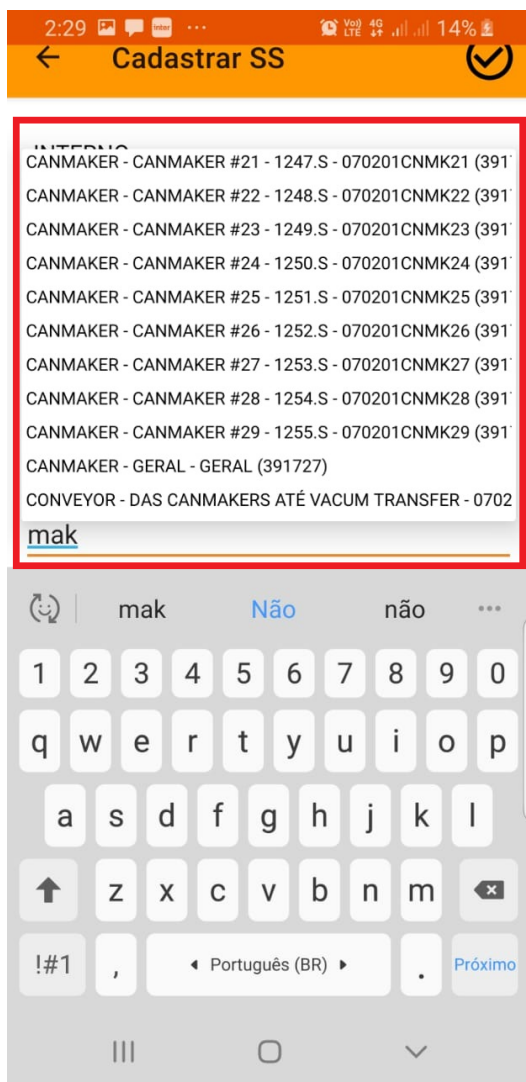 2:29 inter ... Vo)) LTE 4G 14%
Cadastrar SS
CANMAKER - CANMAKER #21 - 1247.S - 070201CNMK21 (391
CANMAKER - CANMAKER #22 - 1248.S - 070201CNMK22 (391
CANMAKER - CANMAKER #23 - 1249.S - 070201CNMK23 (391
CANMAKER - CANMAKER #24 - 1250.S - 070201CNMK24 (391
CANMAKER - CANMAKER #25 - 1251.S - 070201CNMK25 (391
CANMAKER - CANMAKER #26 - 1252.S - 070201CNMK26 (391
CANMAKER - CANMAKER #27 - 1253.S - 070201CNMK27 (391
CANMAKER - CANMAKER #28 - 1254.S - 070201CNMK28 (391
CANMAKER - CANMAKER #29 - 1255.S - 070201CNMK29 (391
CANMAKER - GERAL - GERAL (391727)
CONVEYOR - DAS CANMAKERS ATÉ VACUM TRANSFER - 0702
mak
mak Não não ...
1 2 3 4 5 6 7 8 9 0
q w e r t y u i o p
a s d f g h j k l
z x c v b n m
!#1 , Português (BR) . Próximo